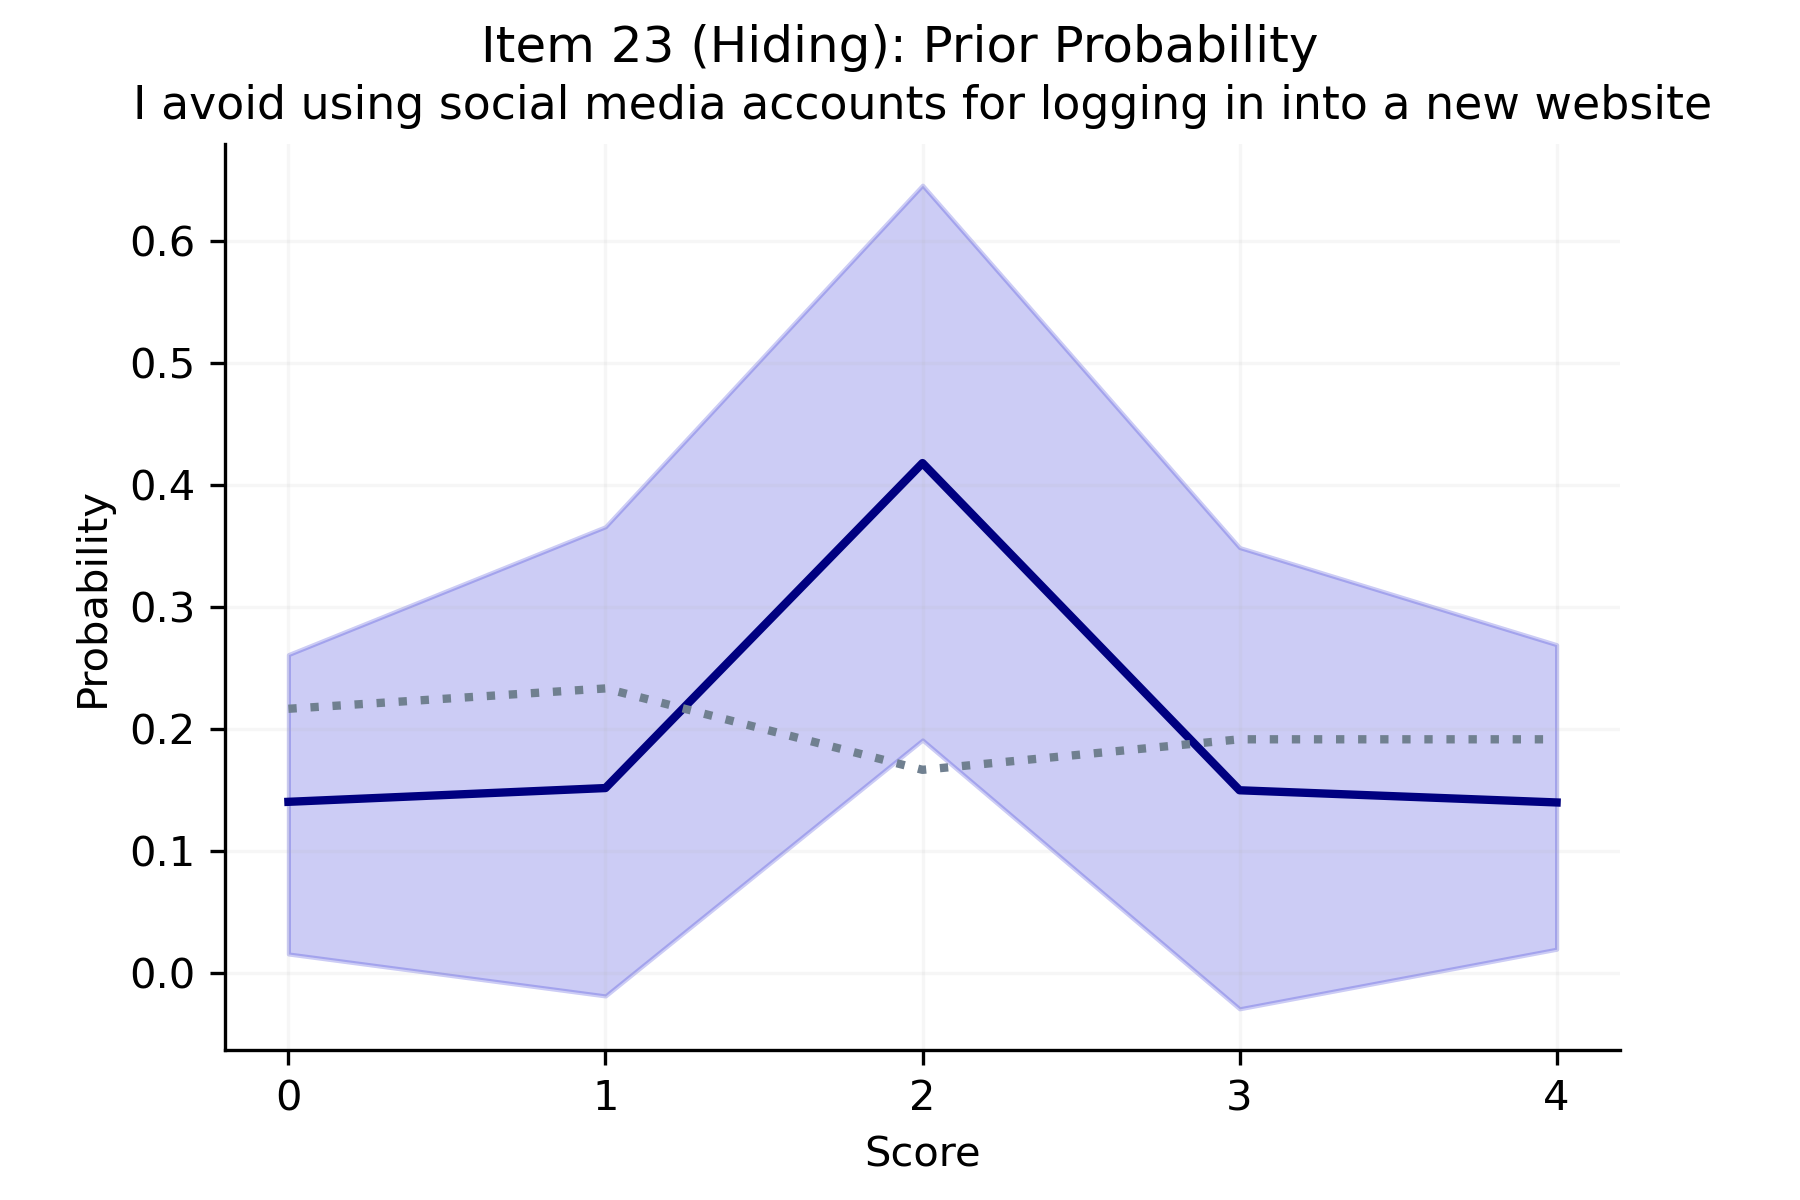 Item 23 (Hiding): Prior Probability
I avoid using social media accounts for logging in into a new website
Probability
0.6
0.5
0.4
0.3
0.2
0.1
0.0
0 1 2 3 4
Score